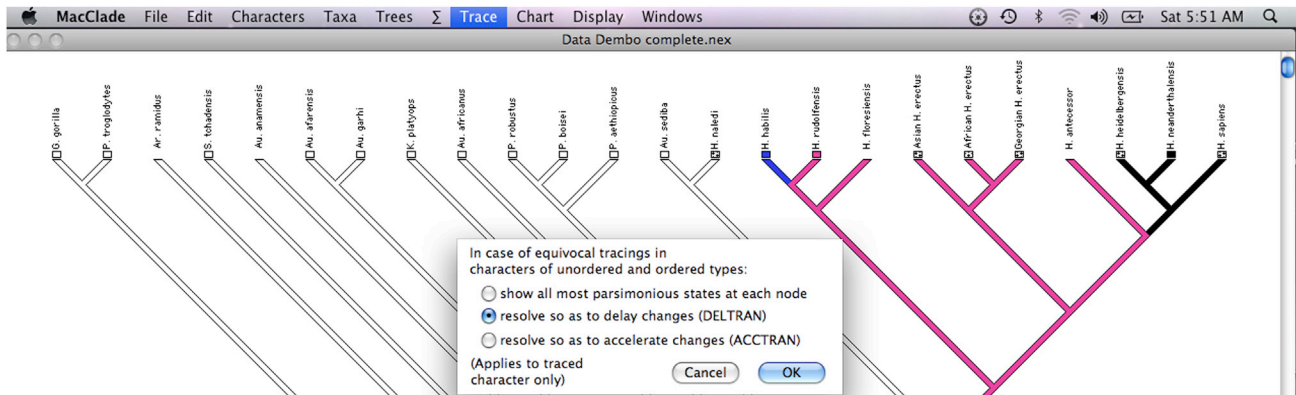 MacClade File Edit Characters Taxa Trees Σ Trace Chart Display Windows Sat 5:51 AM
Data Dembo complete.nex
G. gorilla
P. troglodytes
Ar. ramidus
S. tchadensis
Au. anamensis
Au. afarensis
Au. garhi
K. platyops
Au. africanus
P. robustus
P. boisei
P. aethiopicus
Au. sediba
H. naledi
H. habilis
H. rudolfensis
H. floresiensis
Asian H. erectus
African H. erectus
Georgian H. erectus
H. antecessor
H. heidelbergensis
H. neanderthalensis
H. sapiens
In case of equivocal tracings in
characters of unordered and ordered types:
show all most parsimonious states at each node
resolve so as to delay changes (DELTRAN)
resolve so as to accelerate changes (ACCTRAN)
(Applies to traced
character only)
Cancel OK